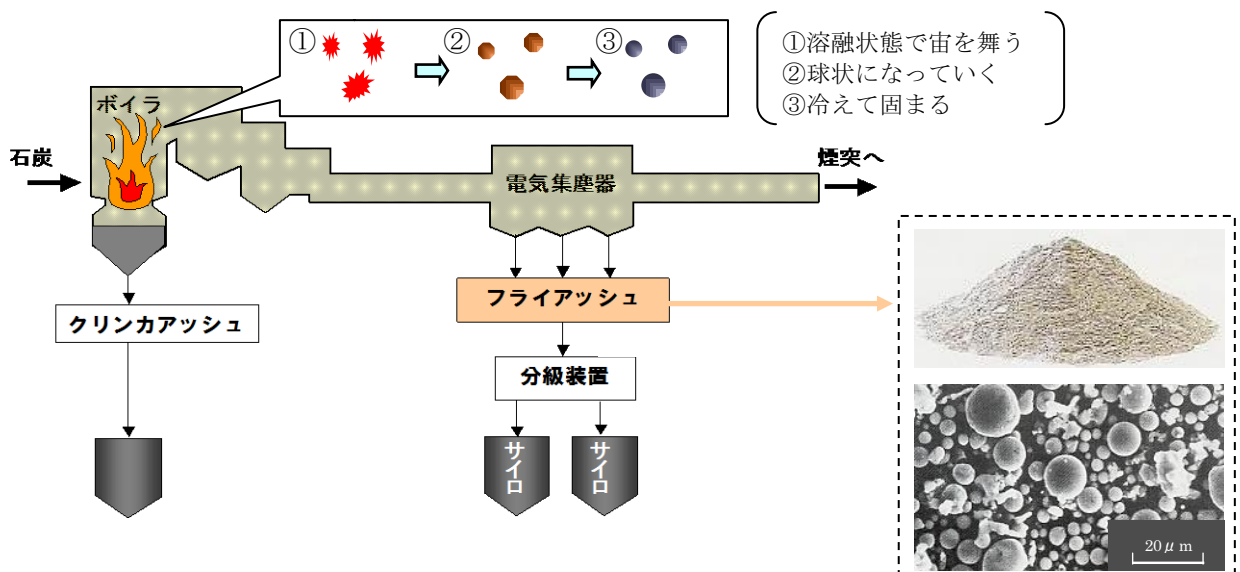 ① ② ③
①溶融状態で宙を舞う
②球状になっていく
③冷えて固まる
ボイラ
石炭
電気集塵器
煙突へ
フライアッシュ
クリンカアッシュ
分級装置
サイロ
サイロ
20μm